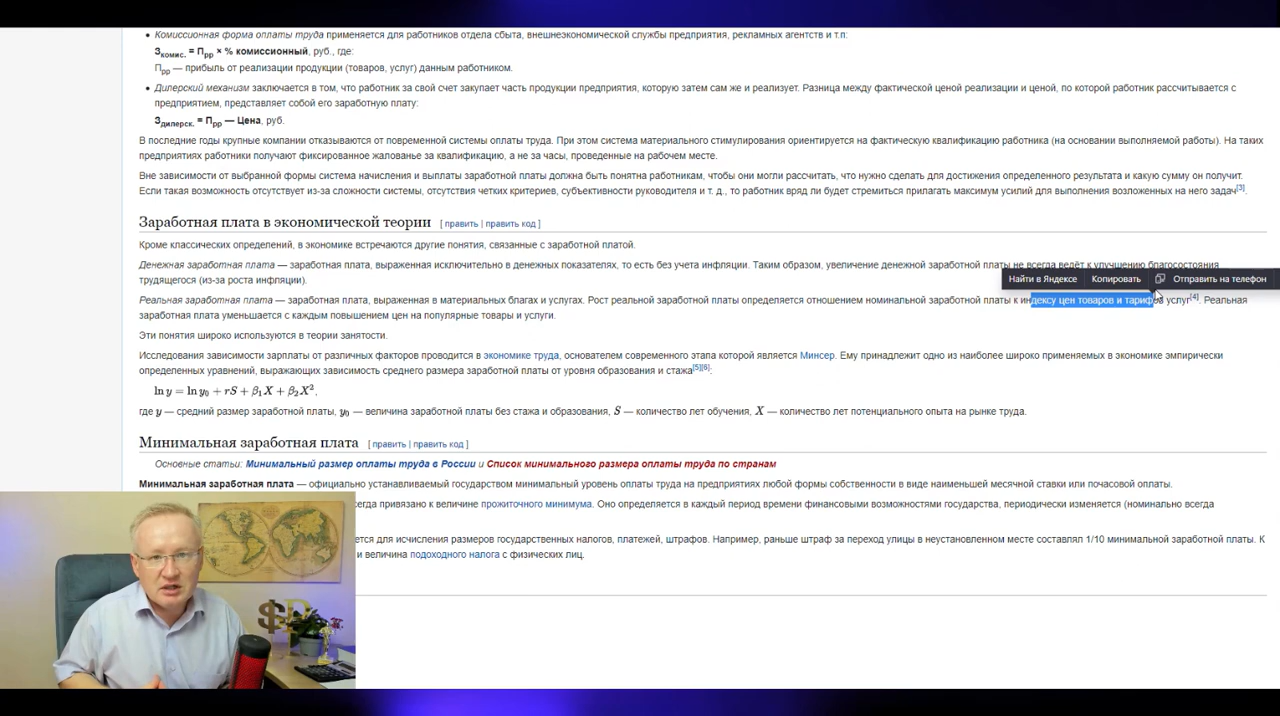 Комиссионная форма оплаты труда применяется для работников отдела сбыта, внешнеэкономической службы предприятия, рекламных агентств и т.п:
Зкомис. = Прр × % комиссионный, руб., где:
Прр — прибыль от реализации продукции (товаров, услуг) данным работником.
Дилерский механизм заключается в том, что работник за свой счет закупает часть продукции предприятия, которую затем сам же и реализует. Разница между фактической ценой реализации и ценой, по которой работник рассчитывается с
предприятием, представляет собой его заработную плату:
Здилерск. = Прр — Цена, руб.
В последние годы крупные компании отказываются от повременной системы оплаты труда. При этом система материального стимулирования ориентируется на фактическую квалификацию работника (на основании выполняемой работы). На таких
предприятиях работники получают фиксированное жалованье за квалификацию, а не за часы, проведенные на рабочем месте.
Вне зависимости от выбранной формы система начисления и выплаты заработной платы должна быть понятна работникам, чтобы они могли рассчитать, что нужно сделать для достижения определенного результата и какую сумму он получит.
Если такая возможность отсутствует из-за сложности системы, отсутствия четких критериев, субъективности руководителя и т. д., то работник вряд ли будет стремиться прилагать максимум усилий для выполнения возложенных на него задач[3].
Заработная плата в экономической теории [ править | править код ]
Кроме классических определений, в экономике встречаются другие понятия, связанные с заработной платой.
Денежная заработная плата — заработная плата, выраженная исключительно в денежных показателях, то есть без учета инфляции. Таким образом, увеличение денежной заработной платы не всегда ведёт к улучшению благосостояния
трудящегося (из-за роста инфляции).
Найти в Яндексе Копировать Отправить на телефон
Реальная заработная плата — заработная плата, выраженная в материальных благах и услугах. Рост реальной заработной платы определяется отношением номинальной заработной платы к индексу цен товаров и тарифов услуг[4]. Реальная
заработная плата уменьшается с каждым повышением цен на популярные товары и услуги.
Эти понятия широко используются в теории занятости.
Исследования зависимости зарплаты от различных факторов проводится в экономике труда, основателем современного этапа которой является Минсер. Ему принадлежит одно из наиболее широко применяемых в экономике эмпирически
определенных уравнений, выражающих зависимость среднего размера заработной платы от уровня образования и стажа[5][6]:
ln y = ln y0 + rS + β1X + β2X²,
где y — средний размер заработной платы, y0 — величина заработной платы без стажа и образования, S — количество лет обучения, X — количество лет потенциального опыта на рынке труда.
Минимальная заработная плата [ править | править код ]
Основные статьи: Минимальный размер оплаты труда в России и Список минимального размера оплаты труда по странам
Минимальная заработная плата — официально устанавливаемый государством минимальный уровень оплаты труда на предприятиях любой формы собственности в виде наименьшей месячной ставки или почасовой оплаты.
привязано к величине прожиточного минимума. Оно определяется в каждый период времени финансовыми возможностями государства, периодически изменяется (номинально всегда
для исчисления размеров государственных налогов, платежей, штрафов. Например, раньше штраф за переход улицы в неустановленном месте составлял 1/10 минимальной заработной платы. К
и величина подоходного налога с физических лиц.